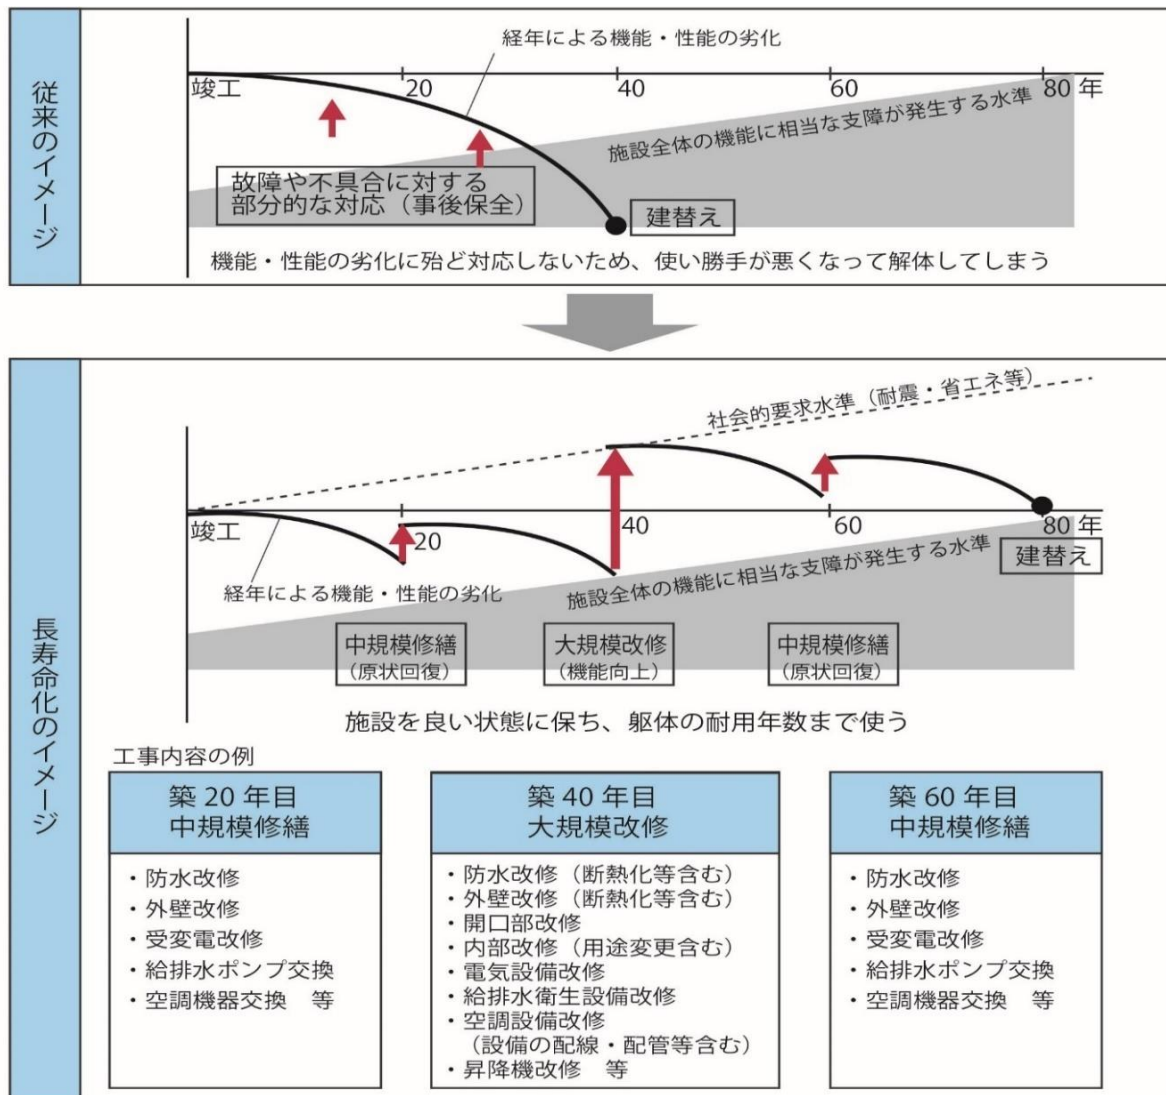 従来のイメージ
経年による機能・性能の劣化
竣工
20
40
60
80 年
施設全体の機能に相当な支障が発生する水準
故障や不具合に対する
部分的な対応（事後保全）
建替え
機能・性能の劣化に殆ど対応しないため、使い勝手が悪くなって解体してしまう
長寿命化のイメージ
社会的要求水準（耐震・省エネ等）
竣工
20
40
60
80 年
建替え
経年による機能・性能の劣化
施設全体の機能に相当な支障が発生する水準
中規模修繕
（原状回復）
大規模改修
（機能向上）
中規模修繕
（原状回復）
施設を良い状態に保ち、躯体の耐用年数まで使う
工事内容の例
築 20 年目
中規模修繕
・防水改修
・外壁改修
・受変電改修
・給排水ポンプ交換
・空調機器交換　等
築 40 年目
大規模改修
・防水改修（断熱化等含む）
・外壁改修（断熱化等含む）
・開口部改修
・内部改修（用途変更含む）
・電気設備改修
・給排水衛生設備改修
・空調設備改修
（設備の配線・配管等含む）
・昇降機改修　等
築 60 年目
中規模修繕
・防水改修
・外壁改修
・受変電改修
・給排水ポンプ交換
・空調機器交換　等